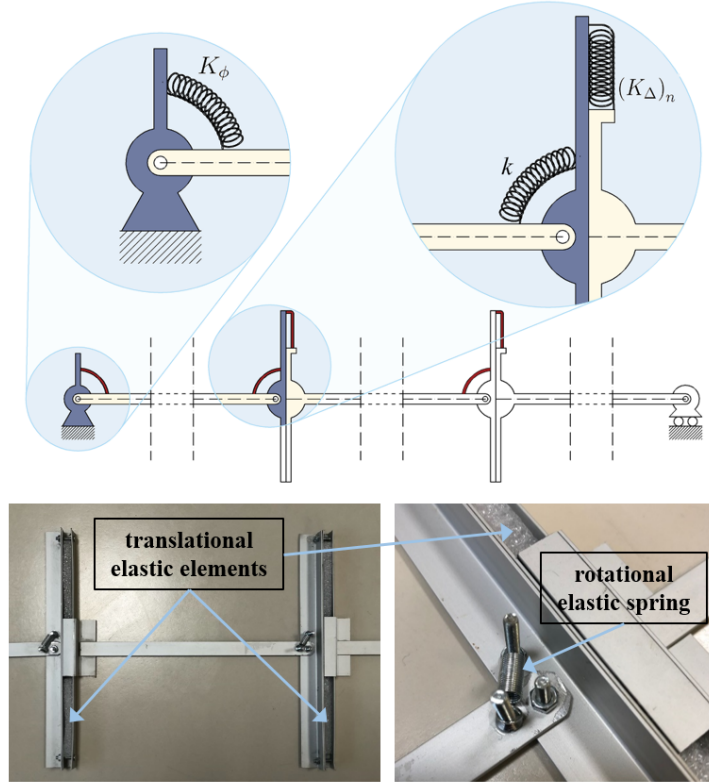 K_ϕ
(K_Δ)_n
k
translational
elastic elements
rotational
elastic spring